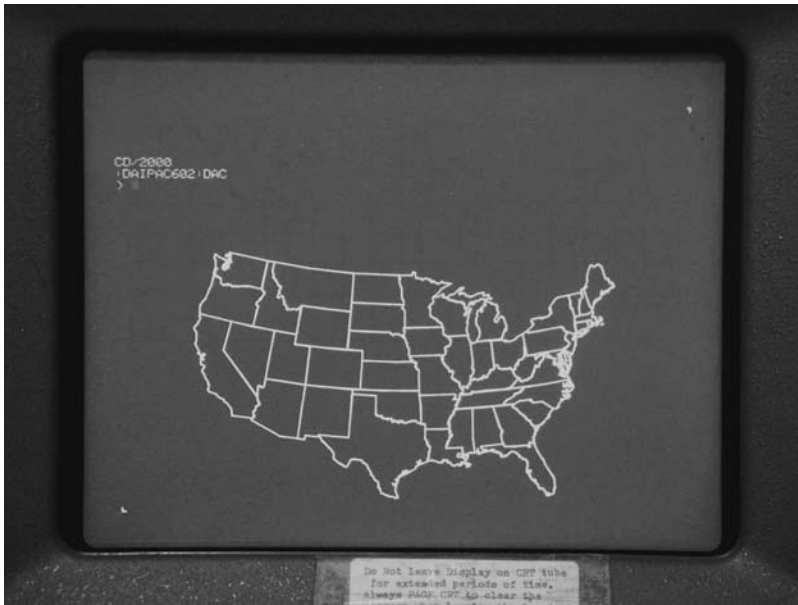 CD/2000
:DAIPAC602:DAC
>
Do Not leave Display on CRT tube
for extended periods of time.
Always PAGE CRT to clear the